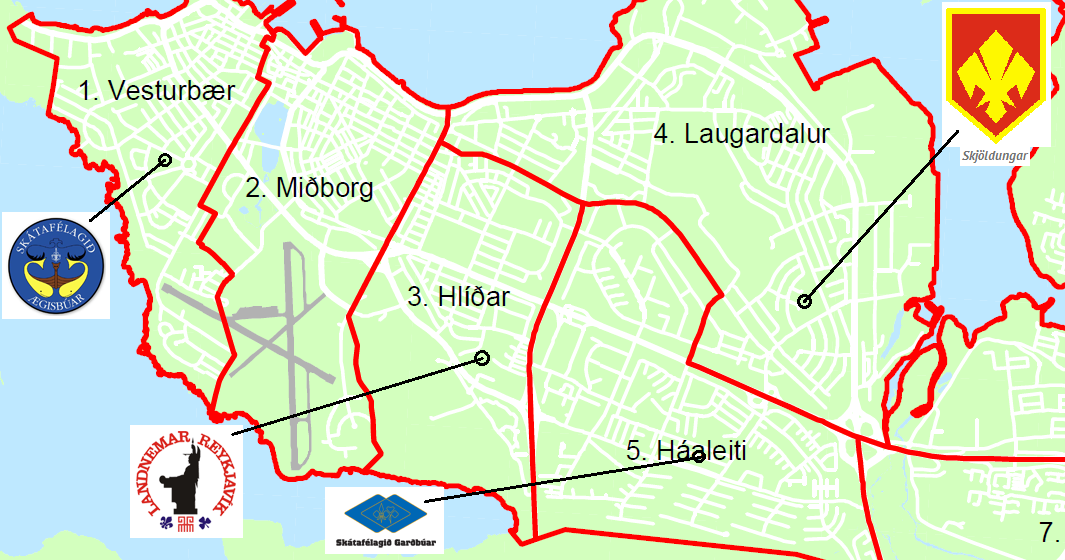 1. Vesturbær
4. Laugardalur
Skjöldungar
2. Miðborg
SKÁTAFÉLAGIÐ
ÆGISBÚAR
3. Hlíðar
LANDNEMAR REYKJAVÍK
5. Háaleiti
Skátafélagið Garðbúar
7.